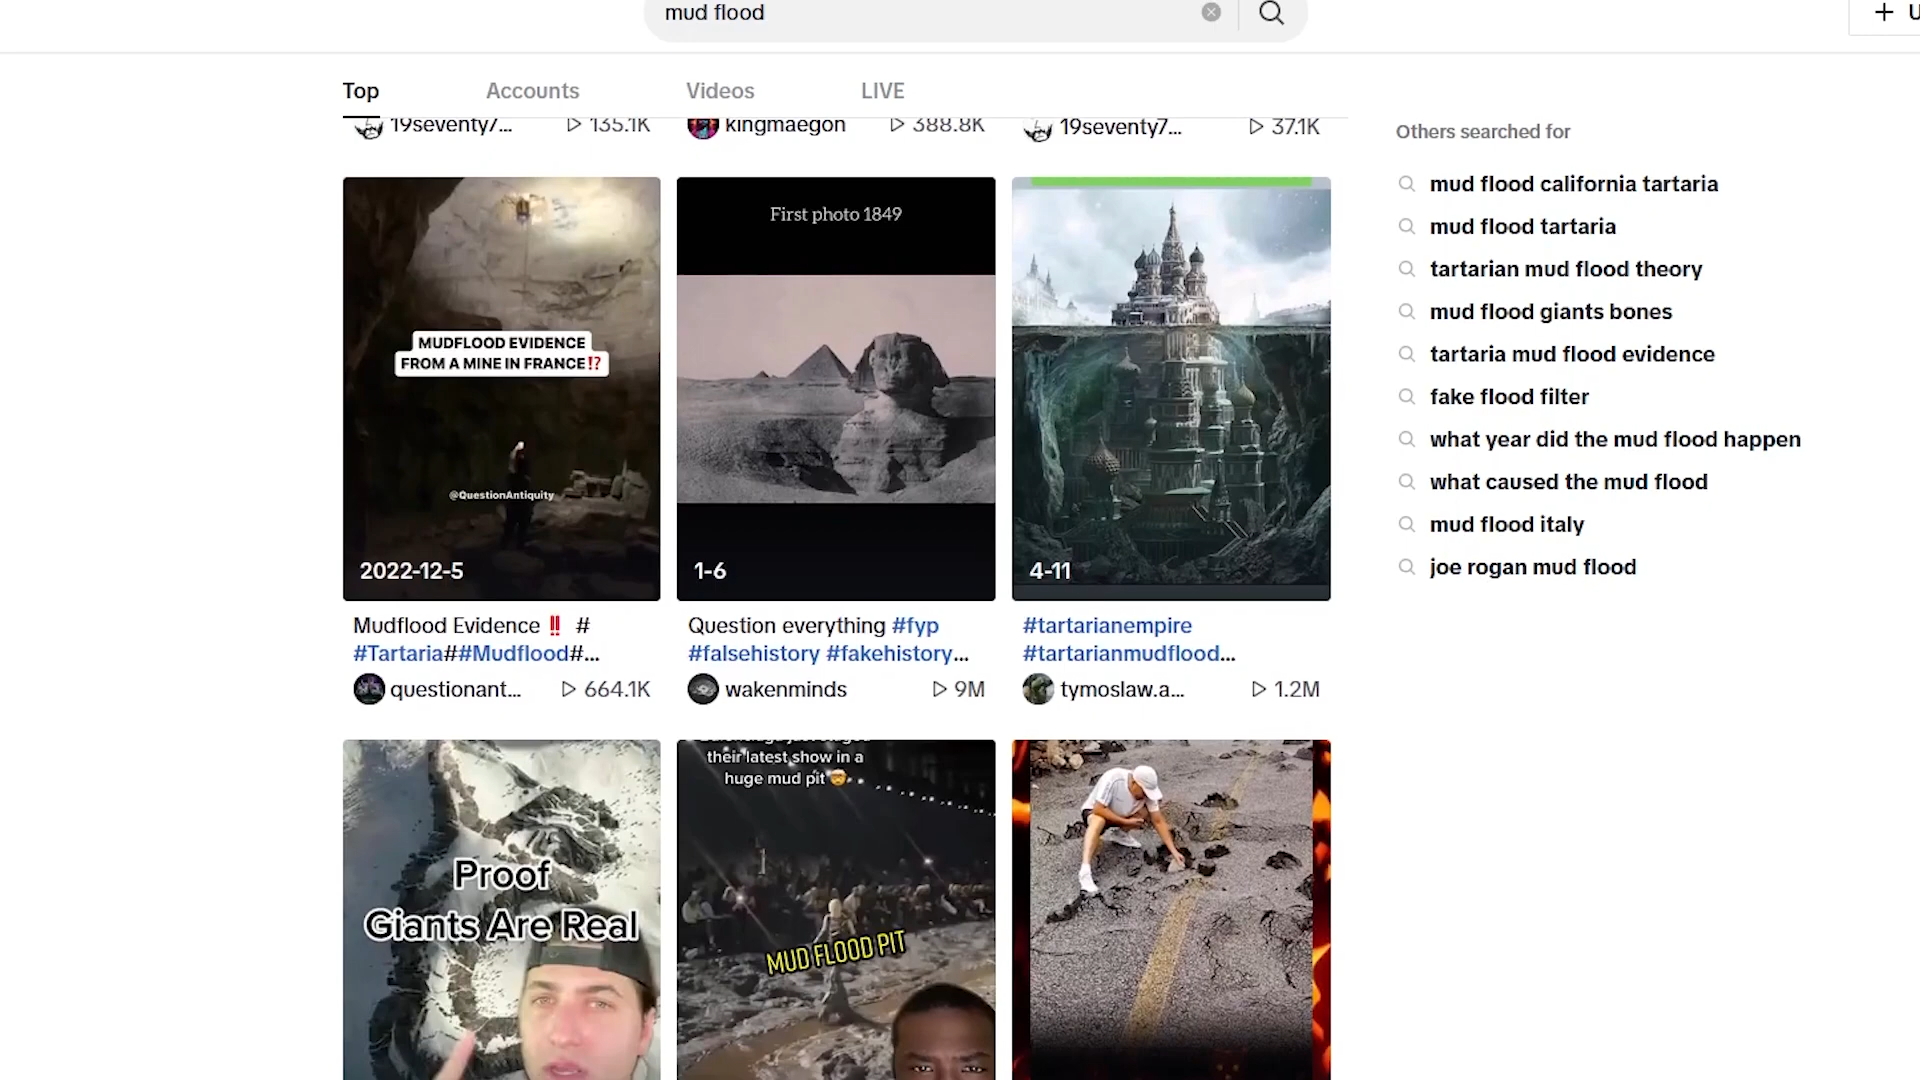 mud flood
U
Top
Accounts
Videos
LIVE
19seventy7...
135.1K
kingmaegon
388.8K
19seventy7...
37.1K
Others searched for
mud flood california tartaria
mud flood tartaria
tartarian mud flood theory
mud flood giants bones
tartaria mud flood evidence
fake flood filter
what year did the mud flood happen
what caused the mud flood
mud flood italy
joe rogan mud flood
MUDFLOOD EVIDENCE
FROM A MINE IN FRANCE⁉️
@QuestionAntiquity
2022-12-5
First photo 1849
1-6
4-11
Mudflood Evidence ‼️ #
#Tartaria##Mudflood#...
questionant...
664.1K
Question everything #fyp
#falsehistory #fakehistory...
wakenminds
9M
#tartarianempire
#tartarianmudflood...
tymoslaw.a...
1.2M
Proof
Giants Are Real
their latest show in a
huge mud pit 🤯
MUD FLOOD PIT